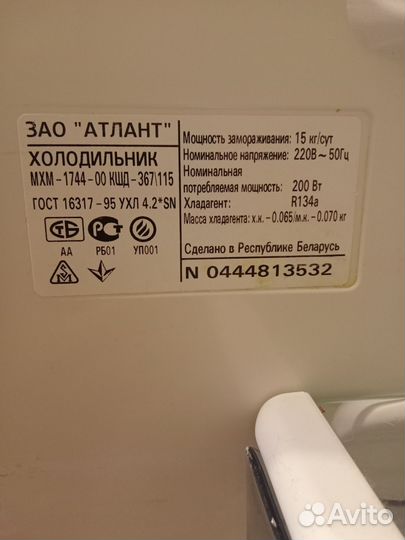 ЗАО "АТЛАНТ"
ХОЛОДИЛЬНИК
МХМ-1744-00 КШД-367\115
ГОСТ 16317-95 УХЛ 4.2*SN
АА РБ01 УП001
Мощность замораживания: 15 кг/сут
Номинальное напряжение: 220В ~ 50Гц
Номинальная
потребляемая мощность: 200 Вт
Хладагент: R134a
Масса хладагента: х.к. - 0.065/м.к. - 0.070 кг
Сделано в Республике Беларусь
N 0444813532
Avito